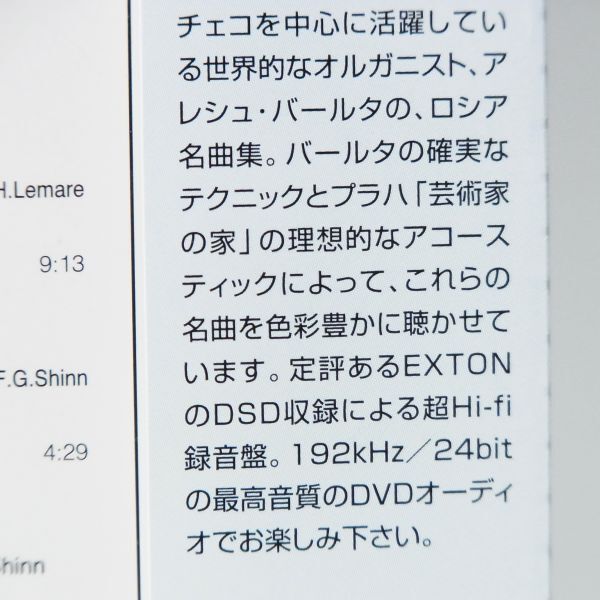 チェコを中心に活躍してい
る世界的なオルガニスト、ア
レシュ・バールタの、ロシア
名曲集。バールタの確実な
テクニックとプラハ「芸術家
の家」の理想的なアコース
ティックによって、これらの
名曲を色彩豊かに聴かせて
います。定評あるEXTON
のDSD収録による超Hi-fi
録音盤。192kHz／24bit
の最高音質のDVDオーディ
オでお楽しみ下さい。
H.Lemare
9:13
F.G.Shinn
4:29
Shinn